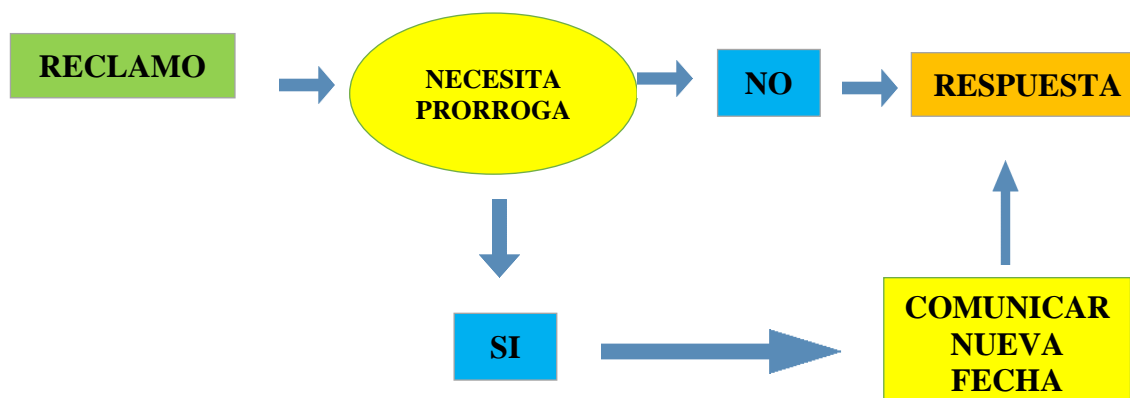 RECLAMO
NECESITA
PRORROGA
NO
RESPUESTA
SI
COMUNICAR
NUEVA
FECHA